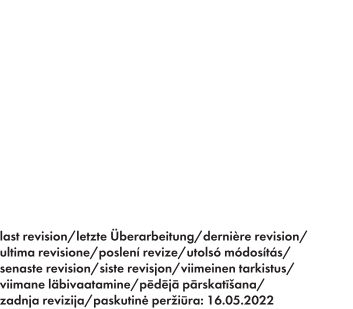 last revision/letzte Überarbeitung/dernière revision/
ultima revisione/poslení revize/utolsó módosítás/
senaste revision/siste revisjon/viimeinen tarkistus/
viimane läbivaatamine/pēdējā pārskatīšana/
zadnja revizija/paskutinė peržiūra: 16.05.2022